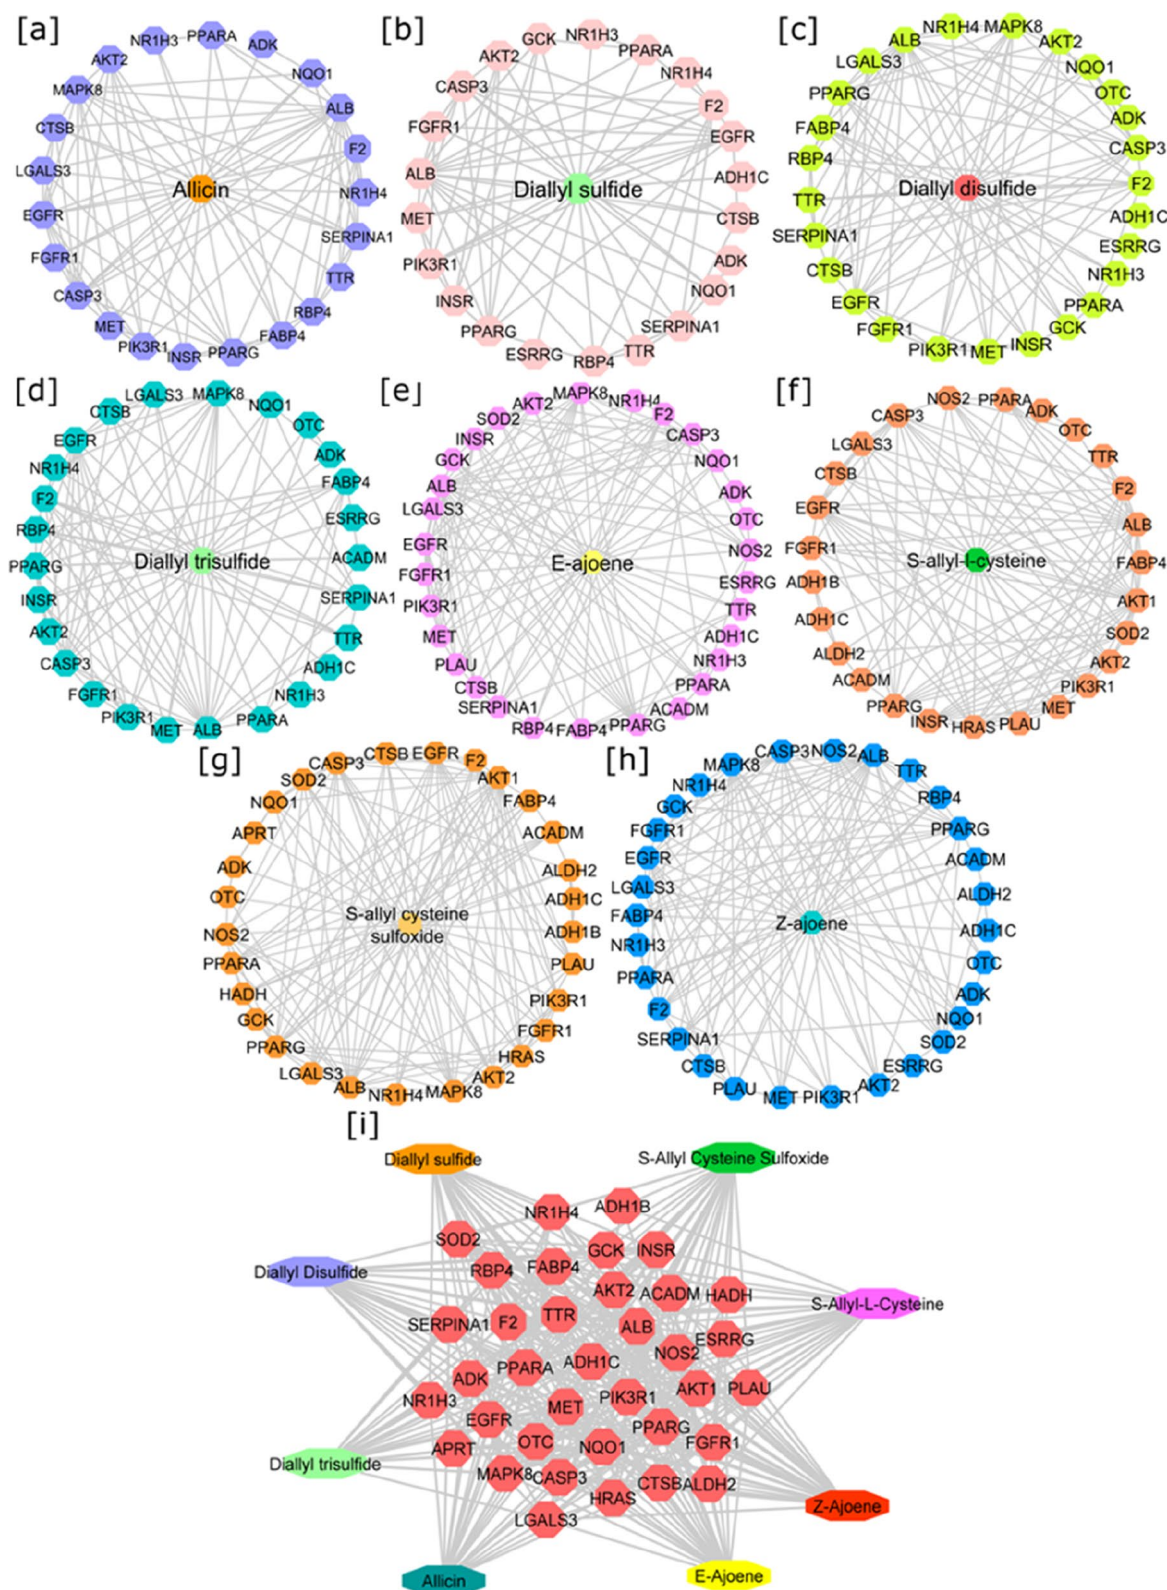 [a]
PPARA
NR1H3
ADK
AKT2
NQO1
MAPK8
ALB
CTSB
F2
LGALS3
Allicin
NR1H4
EGFR
SERPINA1
FGFR1
TTR
CASP3
RBP4
MET
FABP4
PIK3R1
INSR
PPARG
[b]
NR1H3
GCK
PPARA
AKT2
NR1H4
CASP3
F2
FGFR1
EGFR
ALB
Diallyl sulfide
ADH1C
MET
CTSB
PIK3R1
ADK
INSR
NQO1
PPARG
SERPINA1
ESRRG
TTR
RBP4
[c]
NR1H4
MAPK8
ALB
AKT2
LGALS3
NQO1
PPARG
OTC
FABP4
ADK
RBP4
CASP3
Diallyl disulfide
F2
TTR
ADH1C
SERPINA1
ESRRG
CTSB
NR1H3
EGFR
PPARA
FGFR1
GCK
PIK3R1
INSR
MET
[d]
LGALS3
MAPK8
CTSB
NQO1
EGFR
OTC
NR1H4
ADK
F2
FABP4
RBP4
ESRRG
PPARG
Diallyl trisulfide
ACADM
INSR
SERPINA1
AKT2
TTR
CASP3
ADH1C
FGFR1
NR1H3
PIK3R1
PPARA
MET
ALB
[e]
MAPK8
AKT2
NR1H4
SOD2
F2
INSR
CASP3
GCK
NQO1
ALB
ADK
LGALS3
OTC
EGFR
NOS2
E-ajoene
FGFR1
ESRRG
PIK3R1
TTR
MET
ADH1C
PLAU
NR1H3
CTSB
PPARA
SERPINA1
ACADM
RBP4
FABP4
PPARG
[f]
NOS2
PPARA
CASP3
ADK
LGALS3
OTC
CTSB
TTR
EGFR
F2
FGFR1
ALB
S-allyl-l-cysteine
FABP4
ADH1B
AKT1
ADH1C
SOD2
ALDH2
AKT2
ACADM
PIK3R1
PPARG
MET
INSR
HRAS
PLAU
[g]
CTSB
EGFR
CASP3
F2
SOD2
AKT1
NQO1
FABP4
APRT
ACADM
ADK
ALDH2
OTC
ADH1C
S-allyl cysteine
sulfoxide
NOS2
ADH1B
PPARA
PLAU
HADH
PIK3R1
GCK
FGFR1
PPARG
HRAS
LGALS3
AKT2
ALB
NR1H4
MAPK8
[h]
CASP3
NOS2
ALB
MAPK8
TTR
NR1H4
RBP4
GCK
PPARG
FGFR1
ACADM
EGFR
ALDH2
LGALS3
ADH1C
FABP4
Z-ajoene
NR1H3
OTC
PPARA
ADK
F2
NQO1
SERPINA1
SOD2
CTSB
ESRRG
PLAU
AKT2
MET
PIK3R1
[i]
Diallyl sulfide
S-Allyl Cysteine Sulfoxide
NR1H4
ADH1B
SOD2
GCK
INSR
Diallyl Disulfide
RBP4
FABP4
AKT2
ACADM
HADH
S-Allyl-L-Cysteine
SERPINA1
F2
TTR
ALB
ESRRG
NOS2
PPARA
ADH1C
ADK
AKT1
PLAU
NR1H3
MET
PIK3R1
EGFR
PPARG
APRT
OTC
NQO1
FGFR1
Diallyl trisulfide
MAPK8
CASP3
CTSB
ALDH2
HRAS
Z-Ajoene
LGALS3
Allicin
E-Ajoene